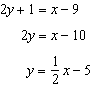 2y + 1 = x − 9
2y = x − 10
y = 1/2 x − 5